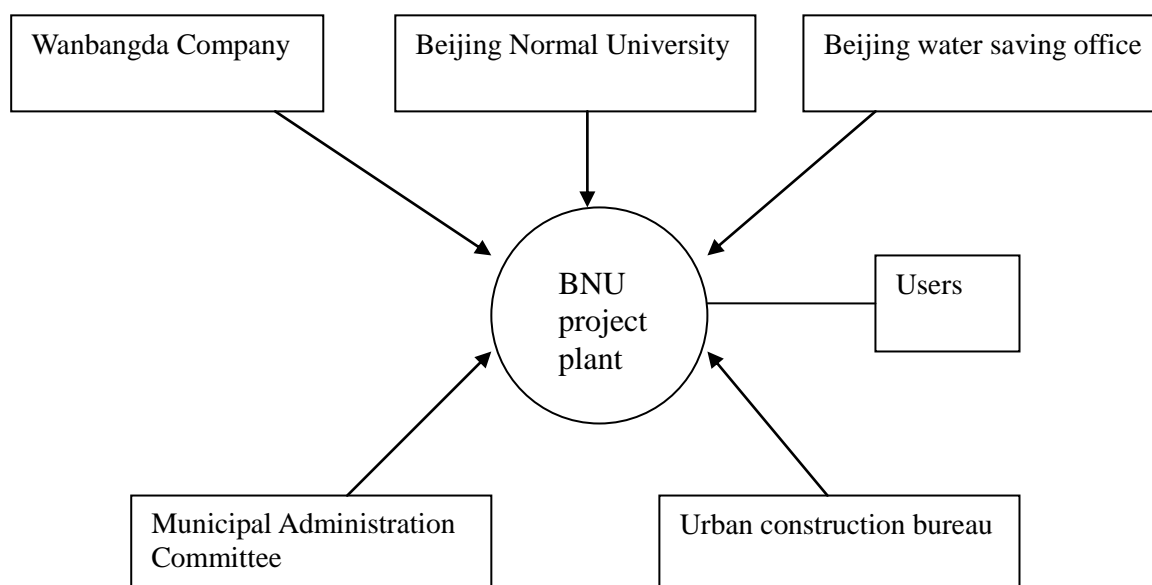 Wanbangda Company
Beijing Normal University
Beijing water saving office
BNU
project
plant
Users
Municipal Administration
Committee
Urban construction bureau